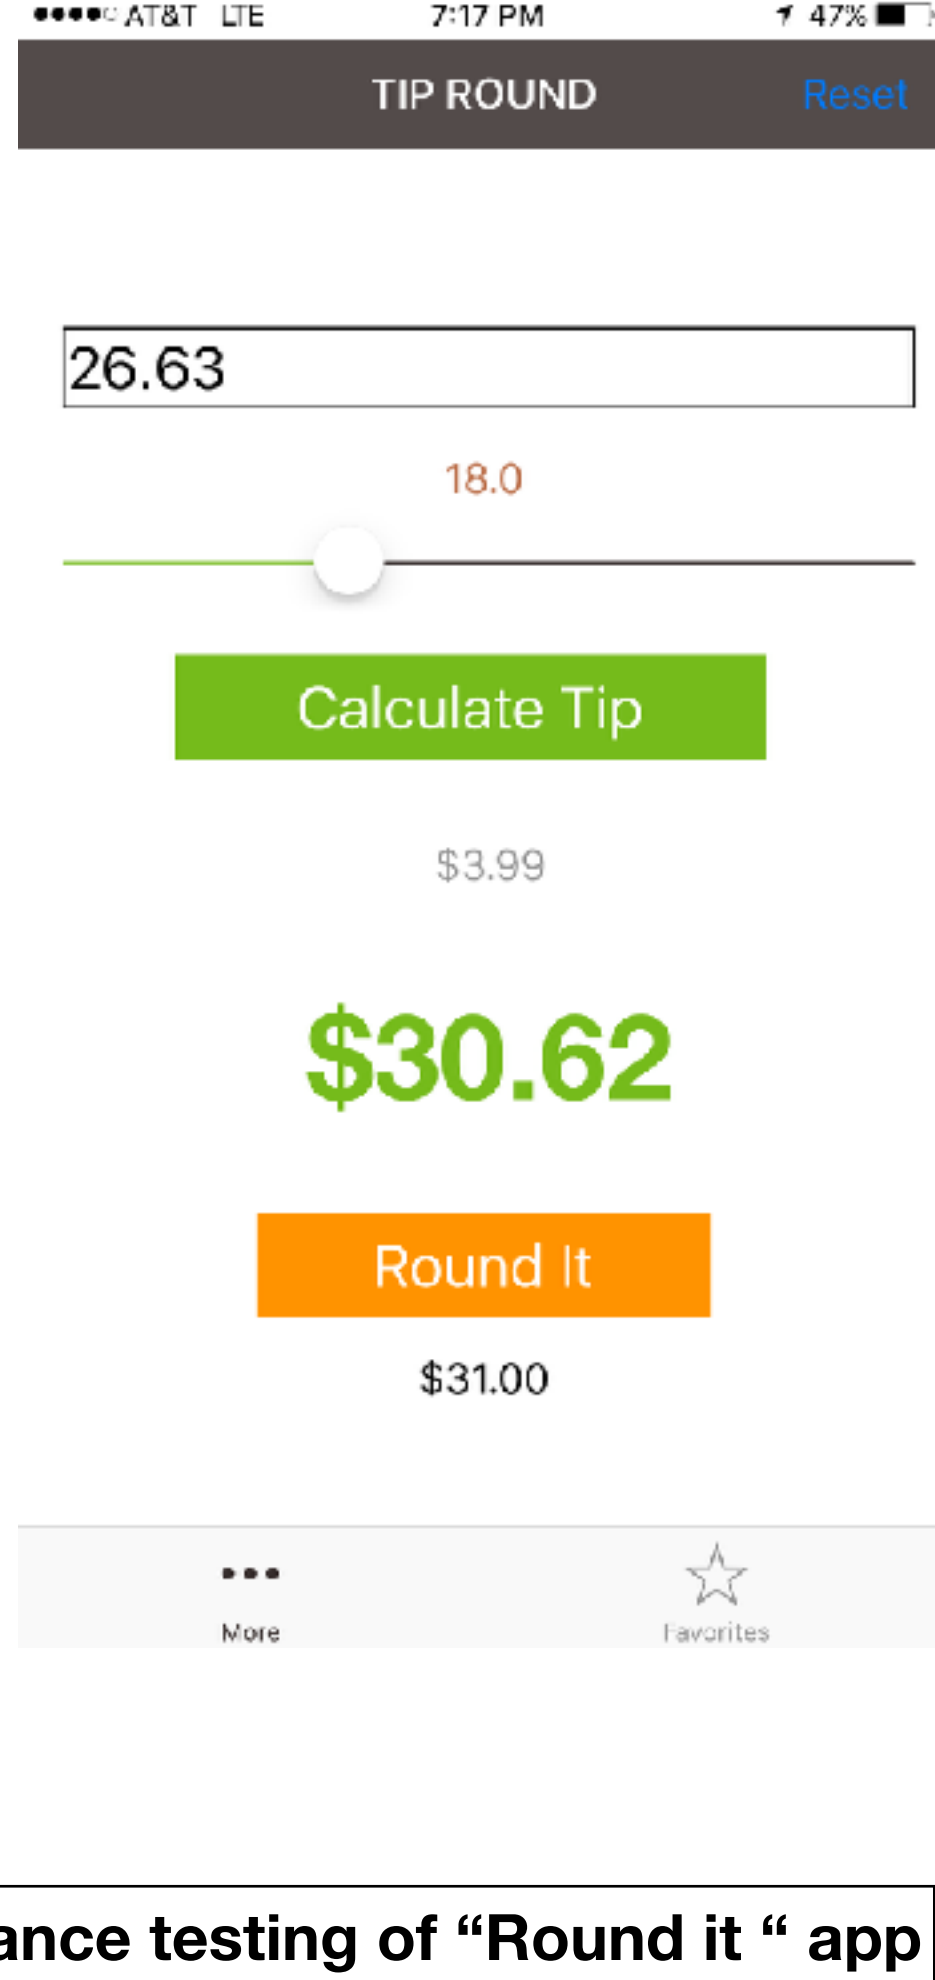 AT&T LTE 7:17 PM 47%
TIP ROUND Reset
26.63
18.0
Calculate Tip
$3.99
$30.62
Round It
$31.00
More Favorites
ance testing of “Round it “ app